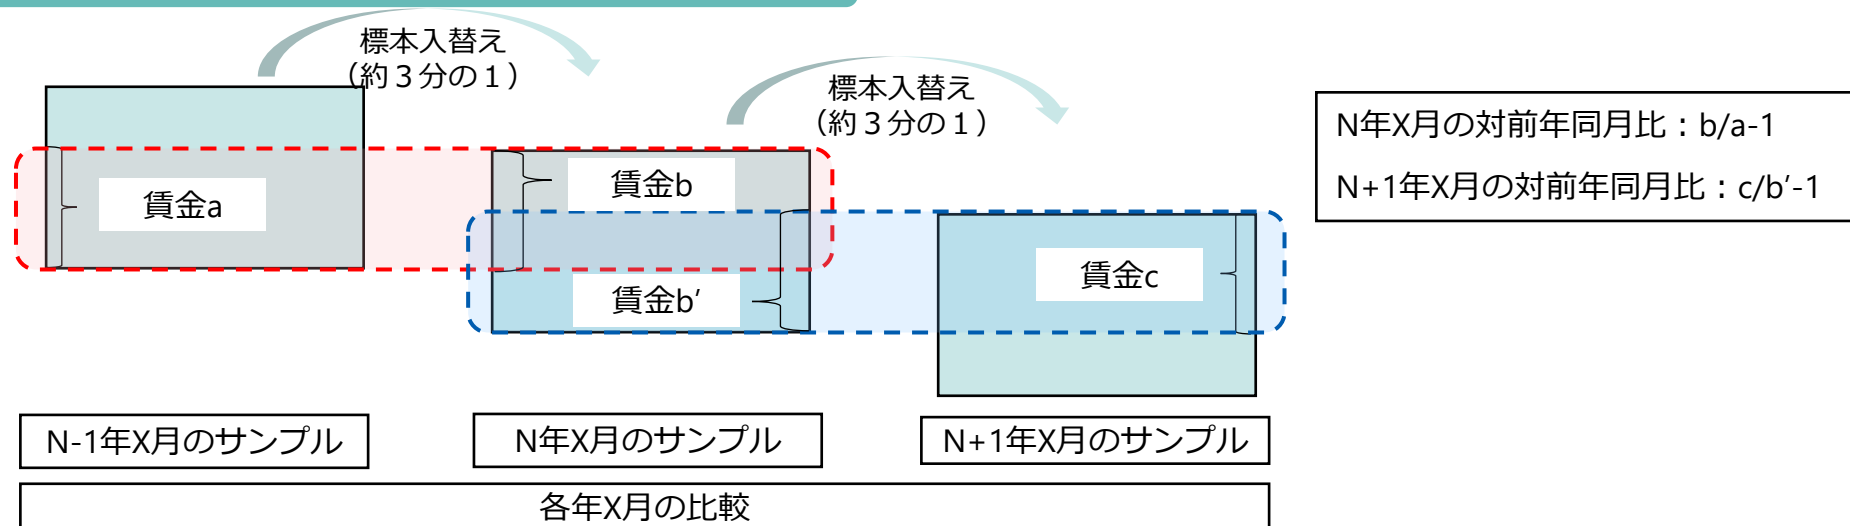 標本入替え
（約３分の１）
標本入替え
（約３分の１）
N年X月の対前年同月比：b/a-1
N+1年X月の対前年同月比：c/b′-1
賃金a
賃金b
賃金b′
賃金c
N-1年X月のサンプル
N年X月のサンプル
N+1年X月のサンプル
各年X月の比較